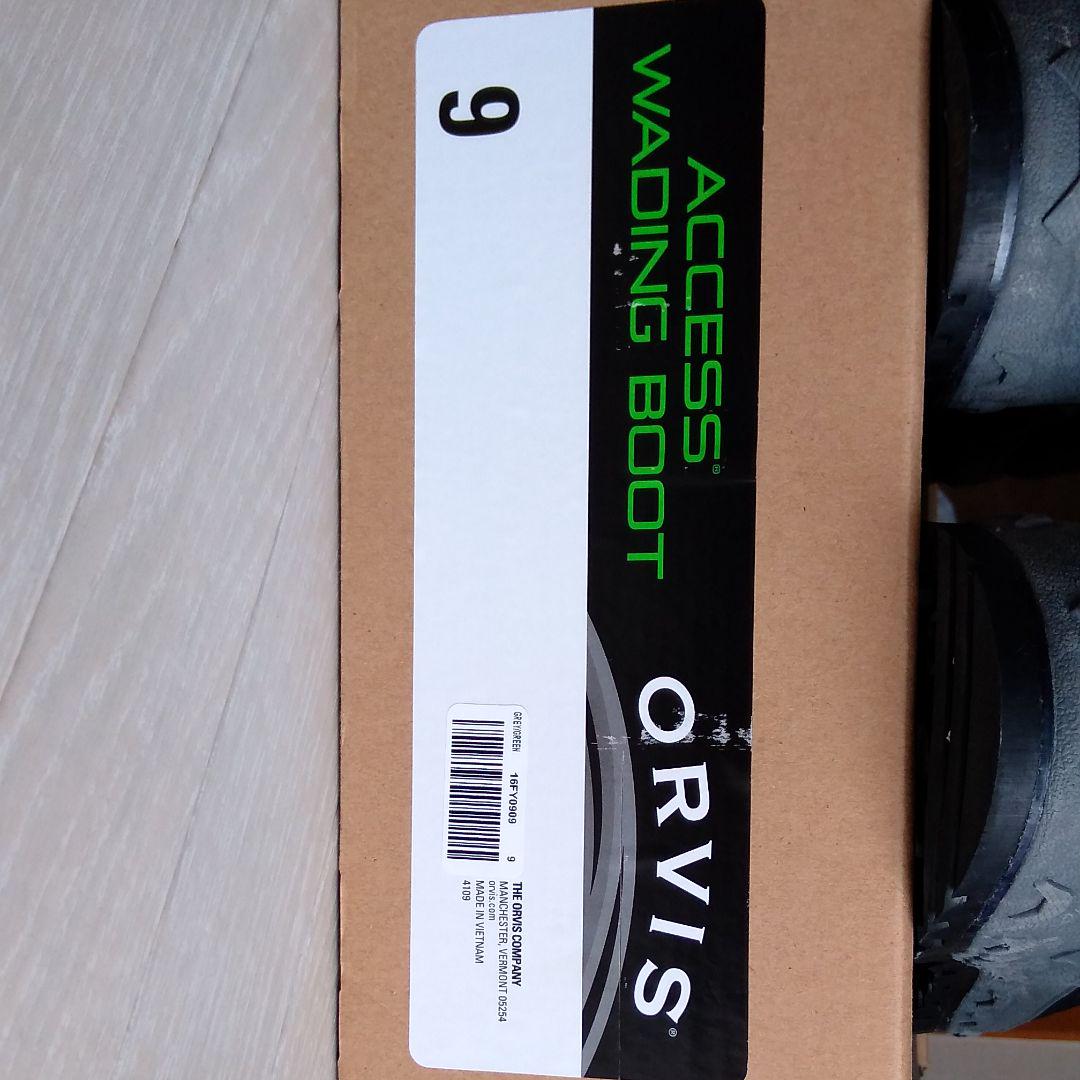 ACCESS®
WADING BOOT
ORVIS®
9
GREY/GREEN 16FY0909 9
THE ORVIS COMPANY
MANCHESTER, VERMONT 05254
orvis.com
MADE IN VIETNAM
4109